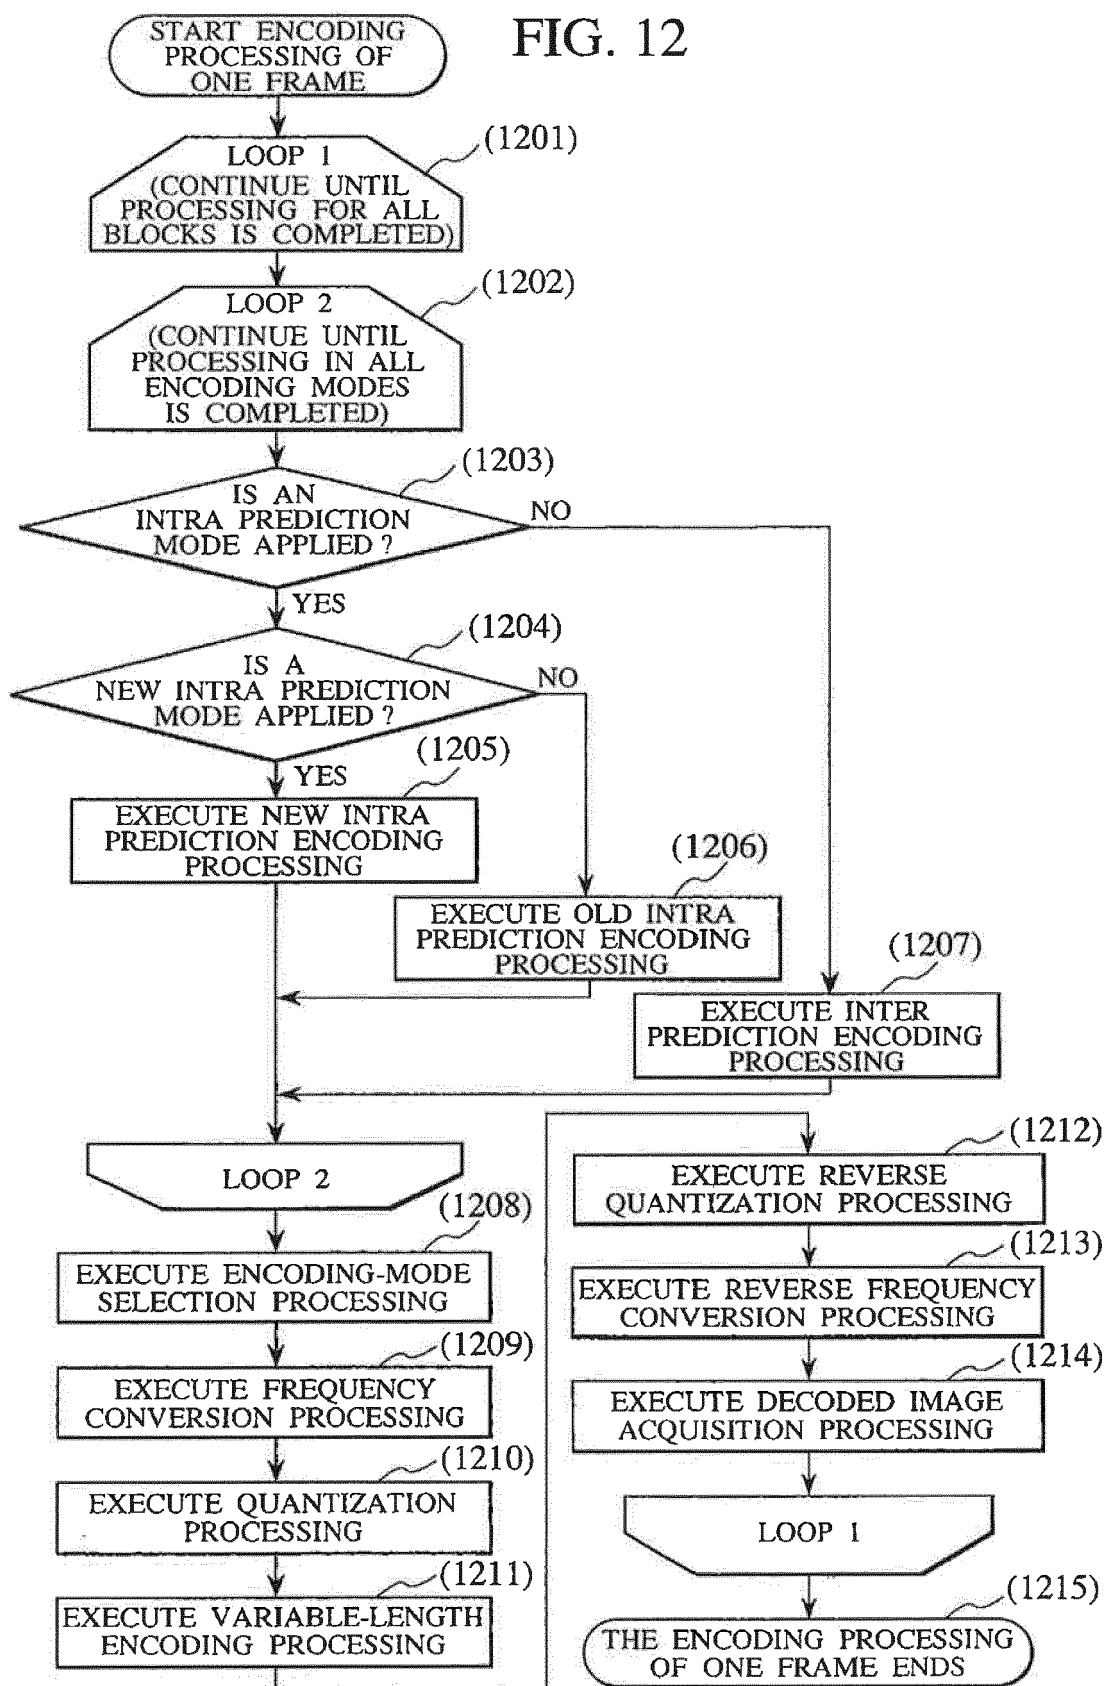 FIG. 12
START ENCODING
PROCESSING OF
ONE FRAME
(1201)
LOOP 1
(CONTINUE UNTIL
PROCESSING FOR ALL
BLOCKS IS COMPLETED)
(1202)
LOOP 2
(CONTINUE UNTIL
PROCESSING IN ALL
ENCODING MODES
IS COMPLETED)
(1203)
IS AN
INTRA PREDICTION
MODE APPLIED ?
NO
YES
(1204)
IS A
NEW INTRA PREDICTION
MODE APPLIED ?
NO
YES
(1205)
EXECUTE NEW INTRA
PREDICTION ENCODING
PROCESSING
(1206)
EXECUTE OLD INTRA
PREDICTION ENCODING
PROCESSING
(1207)
EXECUTE INTER
PREDICTION ENCODING
PROCESSING
LOOP 2
(1208)
EXECUTE ENCODING-MODE
SELECTION PROCESSING
(1209)
EXECUTE FREQUENCY
CONVERSION PROCESSING
(1210)
EXECUTE QUANTIZATION
PROCESSING
(1211)
EXECUTE VARIABLE-LENGTH
ENCODING PROCESSING
(1212)
EXECUTE REVERSE
QUANTIZATION PROCESSING
(1213)
EXECUTE REVERSE FREQUENCY
CONVERSION PROCESSING
(1214)
EXECUTE DECODED IMAGE
ACQUISITION PROCESSING
LOOP 1
(1215)
THE ENCODING PROCESSING
OF ONE FRAME ENDS